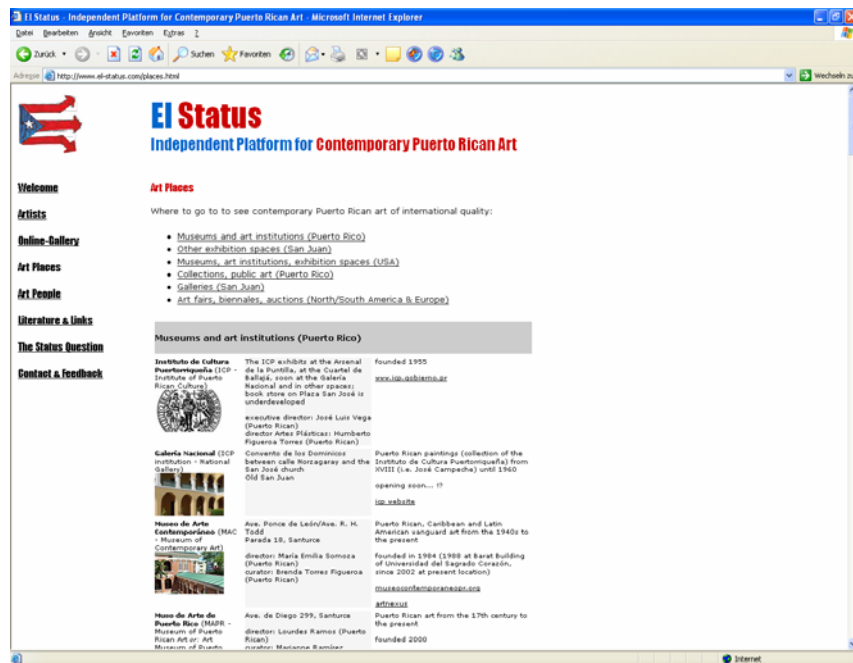 El Status - Independent Platform for Contemporary Puerto Rican Art - Microsoft Internet Explorer
Datei Bearbeiten Ansicht Favoriten Extras ?
Zurück Suchen Favoriten
Adresse http://www.el-status.com/places.html Wechseln zu
El Status
Independent Platform for Contemporary Puerto Rican Art
Welcome
Artists
Online-Gallery
Art Places
Art People
Literature & Links
The Status Question
Contact & Feedback
Art Places
Where to go to to see contemporary Puerto Rican art of international quality:
Museums and art institutions (Puerto Rico)
Other exhibition spaces (San Juan)
Museums, art institutions, exhibition spaces (USA)
Collections, public art (Puerto Rico)
Galleries (San Juan)
Art fairs, biennales, auctions (North/South America & Europe)
Museums and art institutions (Puerto Rico)
Instituto de Cultura
Puertorriqueña (ICP -
Institute of Puerto
Rican Culture)
The ICP exhibits at the Arsenal
de la Puntilla, at the Cuartel de
Ballajá, soon at the Galería
Nacional and in other spaces;
book store on Plaza San José is
underdeveloped
executive director: José Luis Vega
(Puerto Rican)
director Artes Plásticas: Humberto
Figueroa Torres (Puerto Rican)
founded 1955
www.icp.gobierno.pr
Galería Nacional (ICP
institution - National
Gallery)
Convento de los Dominicos
between calle Norzagaray and the
San José church
Old San Juan
Puerto Rican paintings (collection of the
Instituto de Cultura Puertorriqueña) from
XVIII (i.e. José Campeche) until 1960
opening soon... !?
icp website
Museo de Arte
Contemporáneo (MAC
- Museum of
Contemporary Art)
Ave. Ponce de León/Ave. R. H.
Todd
Parada 18, Santurce
director: María Emilia Somoza
(Puerto Rican)
curator: Brenda Torres Figueroa
(Puerto Rican)
Puerto Rican, Caribbean and Latin
American vanguard art from the 1940s to
the present
founded in 1984 (1988 at Barat Building
of Universidad del Sagrado Corazón,
since 2002 at present location)
museocontemporaneopr.org
artnexus
Muso de Arte de
Puerto Rico (MAPR -
Museum of Puerto
Rican Art or: Art
Museum of Puerto
Ave. de Diego 299, Santurce
director: Lourdes Ramos (Puerto
Rican)
curator: Marianne Ramírez
Puerto Rican art from the 17th century to
the present
founded 2000
Internet